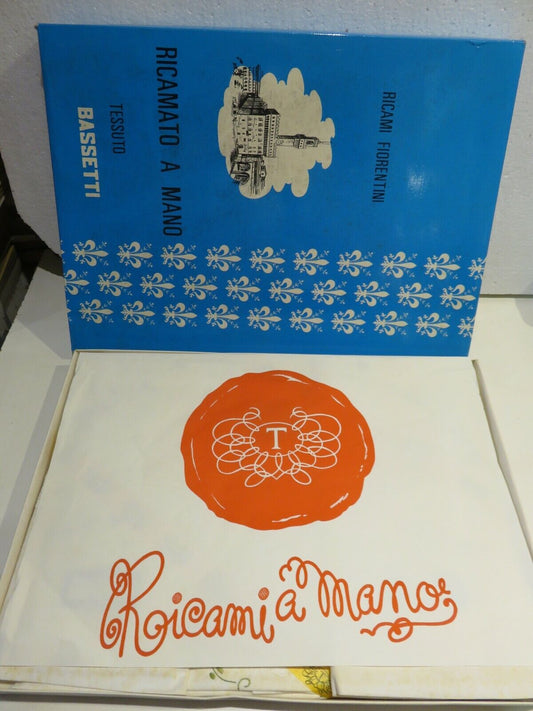 RICAMI FIORENTINI
RICAMATO A MANO
TESSUTO
BASSETTI
T
Ricami a Mano